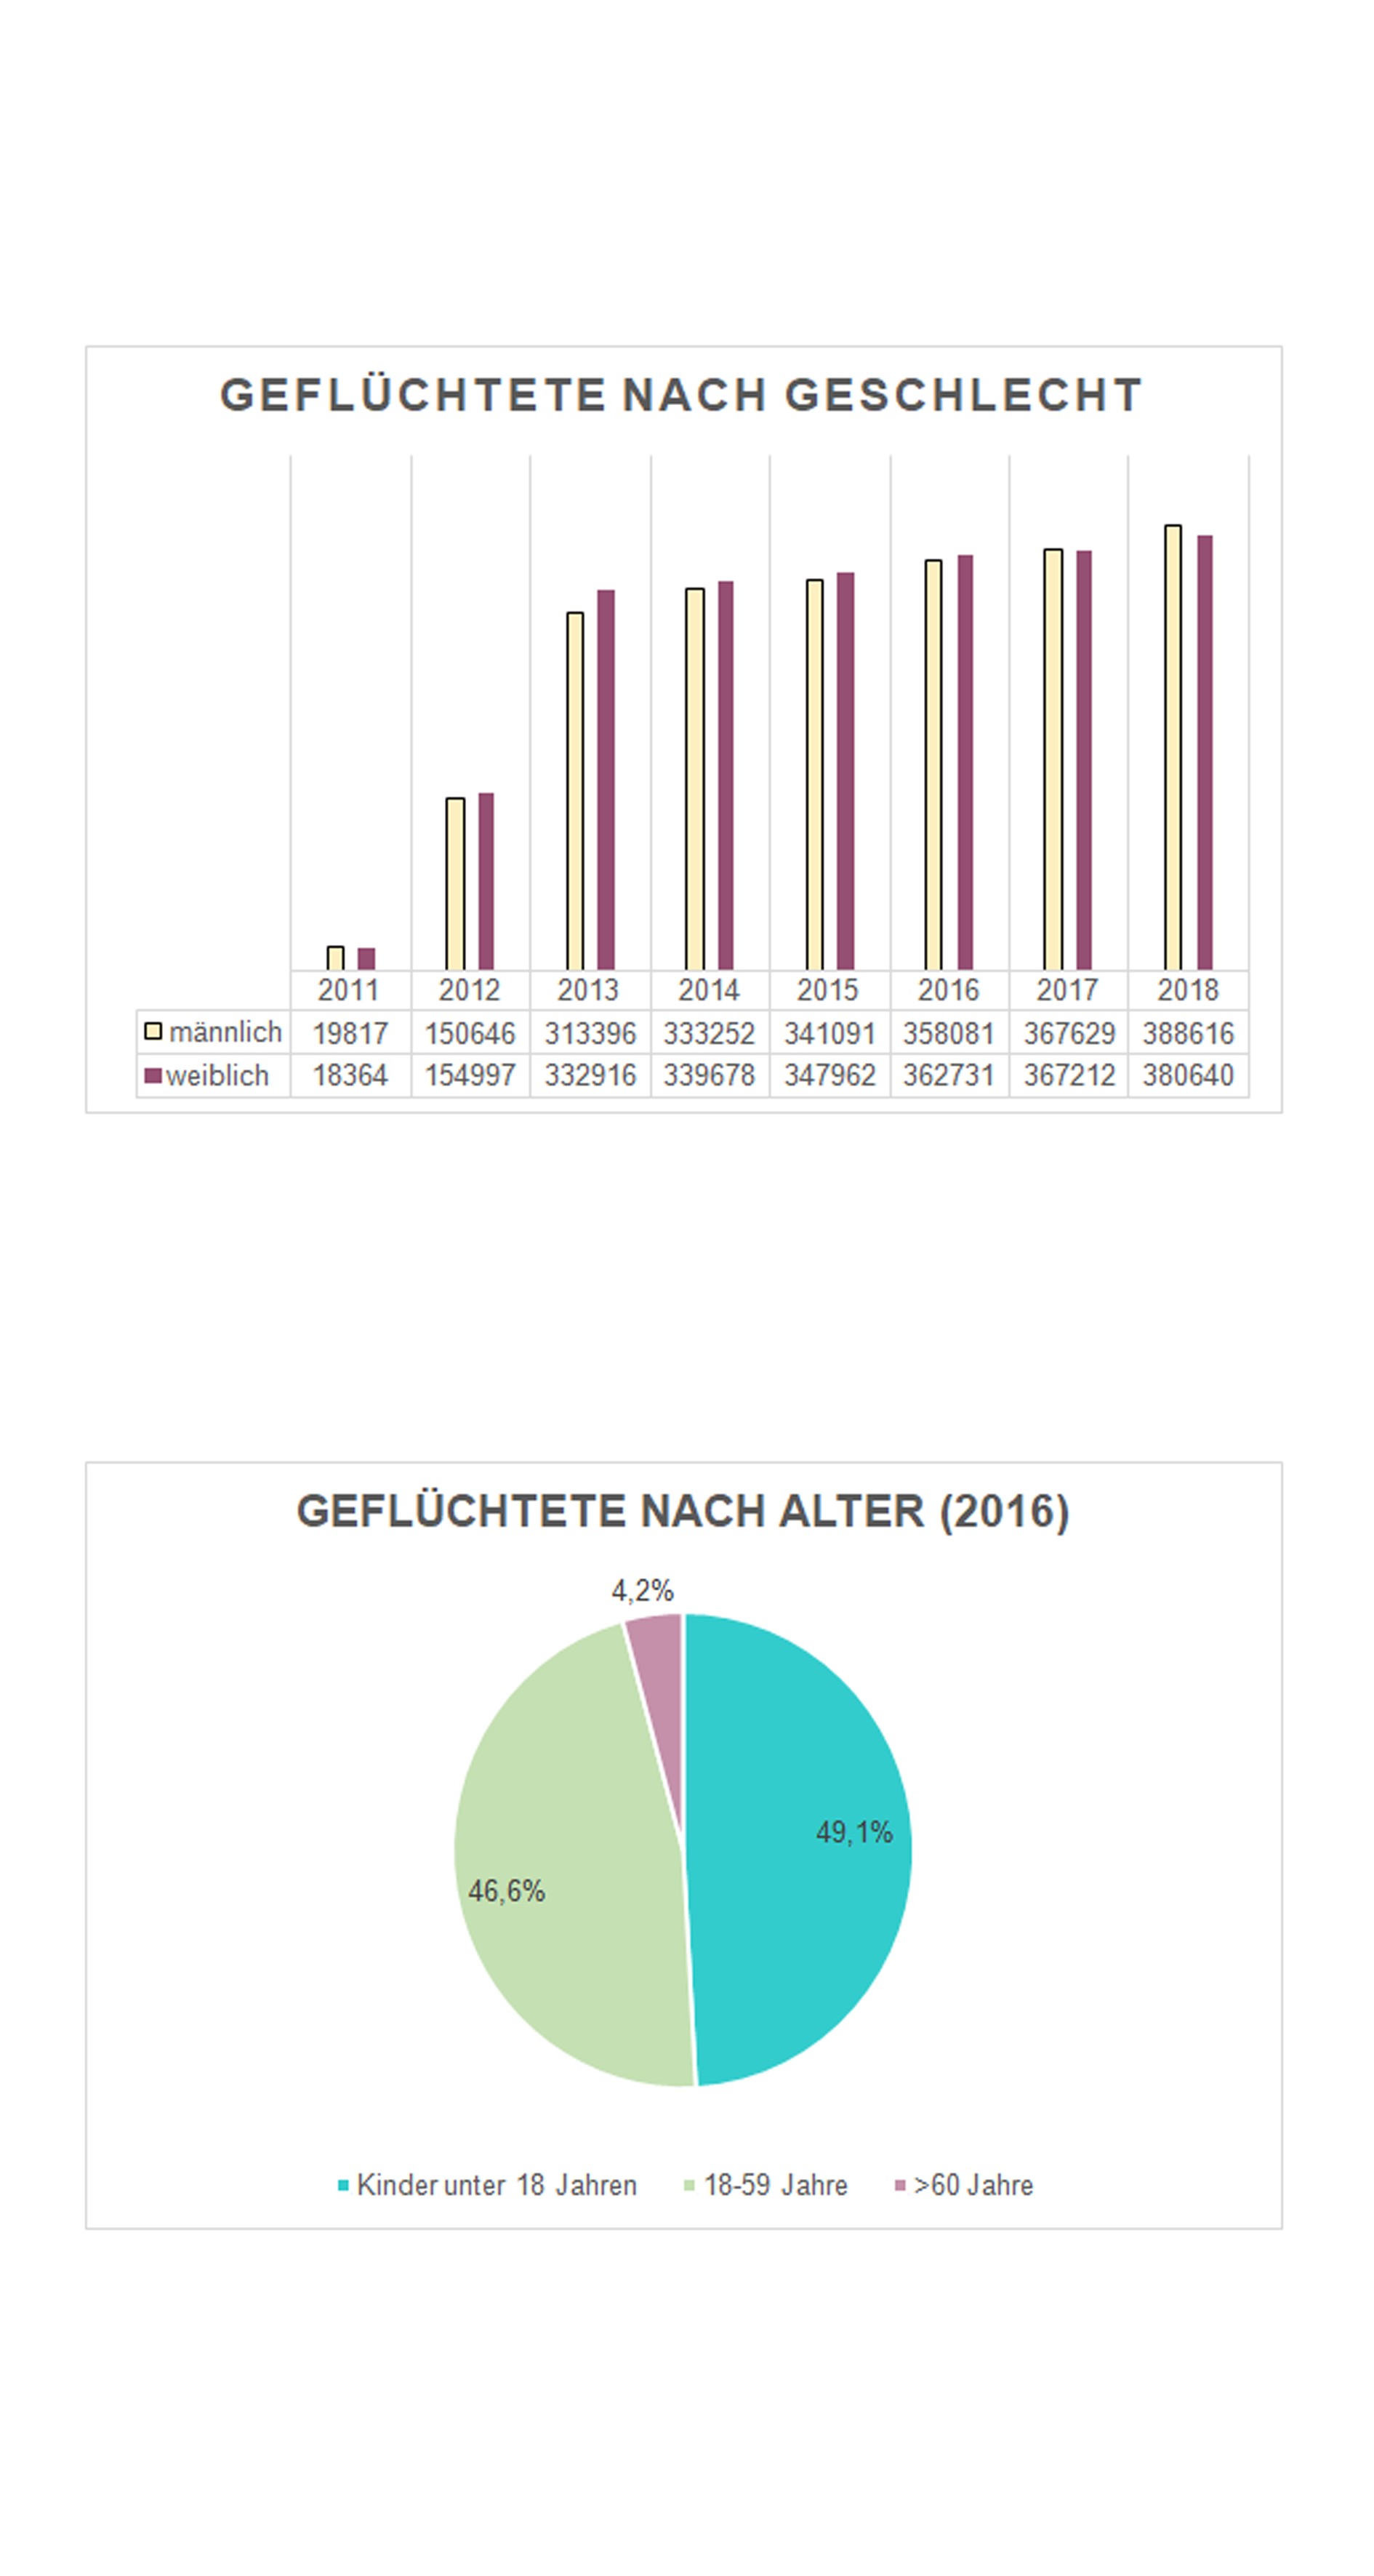 GEFLÜCHTETE NACH GESCHLECHT
2011 2012 2013 2014 2015 2016 2017 2018
männlich 19817 150646 313396 333252 341091 358081 367629 388616
weiblich 18364 154997 332916 339678 347962 362731 367212 380640
GEFLÜCHTETE NACH ALTER (2016)
4,2%
49,1%
46,6%
Kinder unter 18 Jahren 18-59 Jahre >60 Jahre